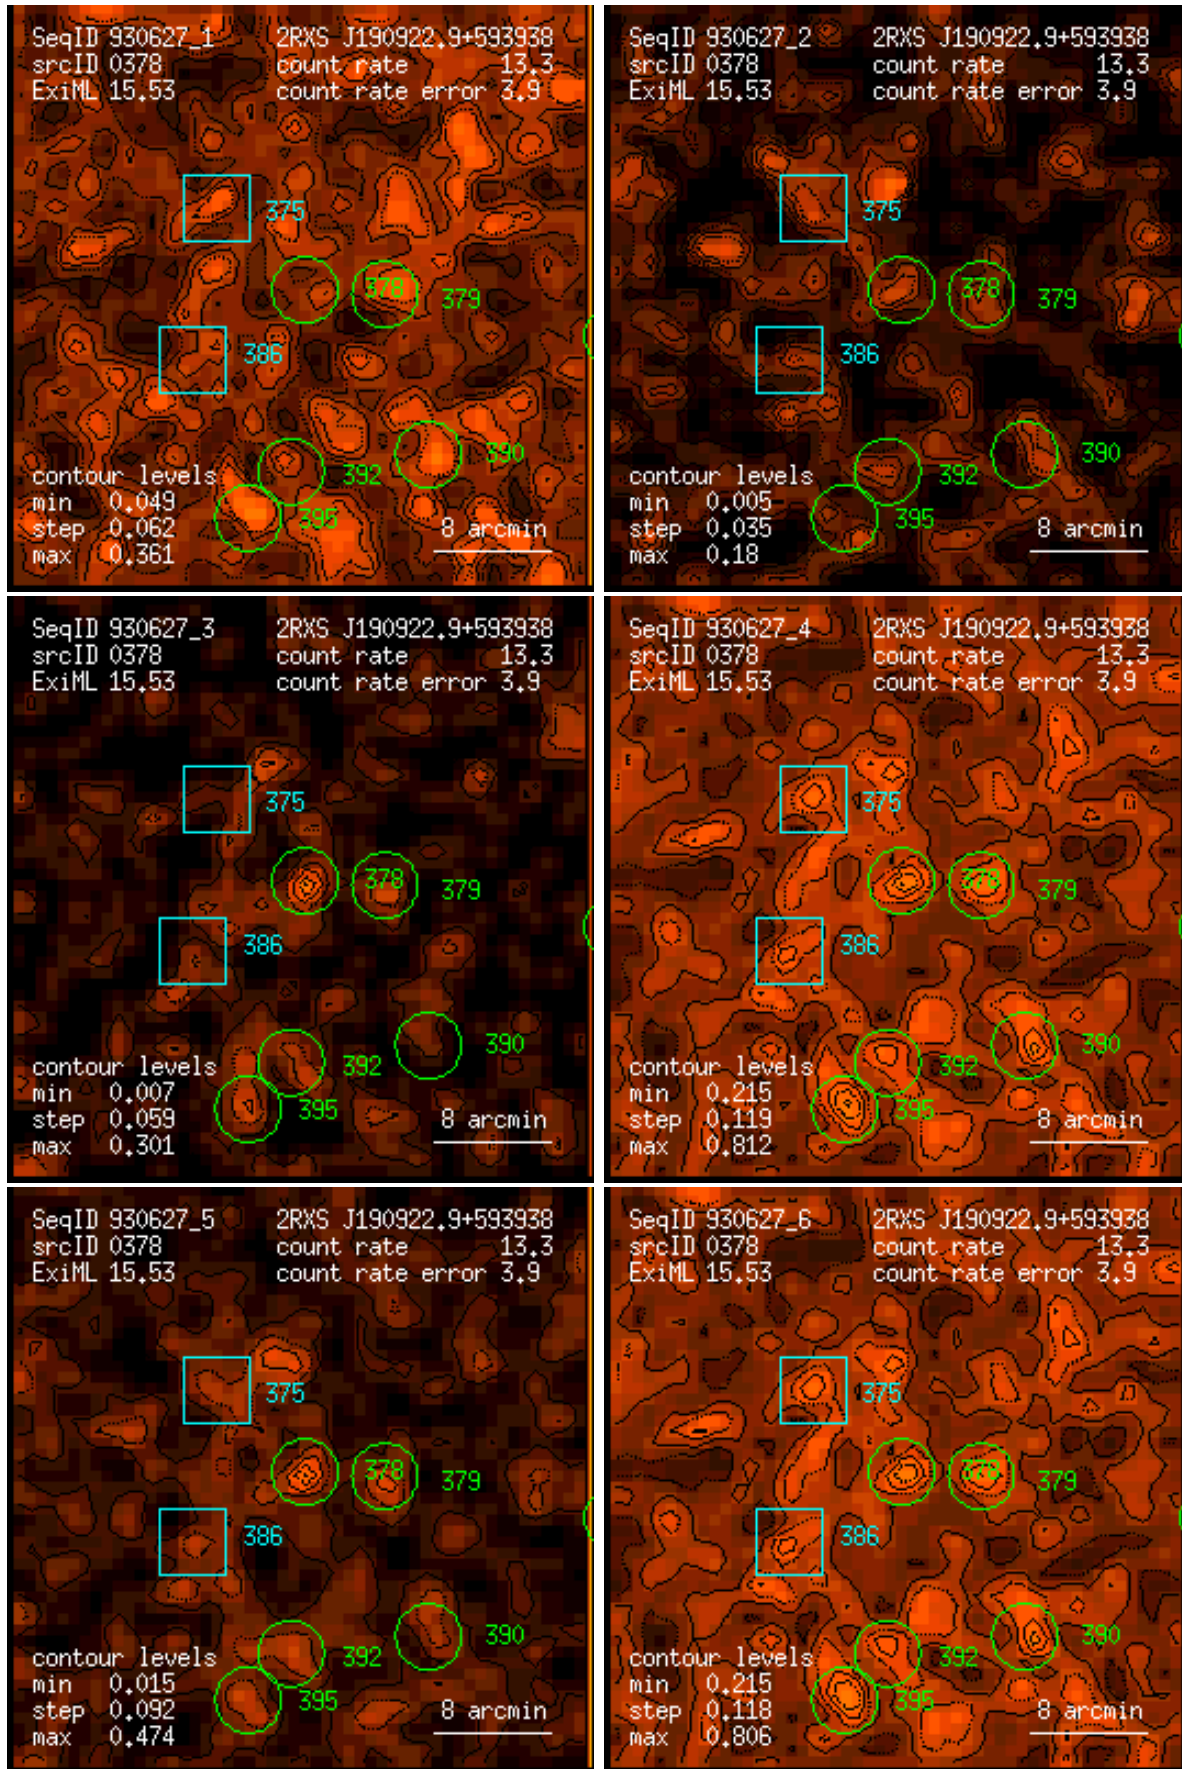 SeqID 930627_1 2RXS J190922.9+593938
srcID 0378 count rate 13.3
ExiML 15.53 count rate error 3.9
375
378
379
386
390
392
395
contour levels
min 0.049
step 0.062
max 0.361
8 arcmin
SeqID 930627_2 2RXS J190922.9+593938
srcID 0378 count rate 13.3
ExiML 15.53 count rate error 3.9
375
378
379
386
390
392
395
contour levels
min 0.005
step 0.035
max 0.18
8 arcmin
SeqID 930627_3 2RXS J190922.9+593938
srcID 0378 count rate 13.3
ExiML 15.53 count rate error 3.9
375
378
379
386
390
392
395
contour levels
min 0.007
step 0.059
max 0.301
8 arcmin
SeqID 930627_4 2RXS J190922.9+593938
srcID 0378 count rate 13.3
ExiML 15.53 count rate error 3.9
375
378
379
386
390
392
395
contour levels
min 0.215
step 0.119
max 0.812
8 arcmin
SeqID 930627_5 2RXS J190922.9+593938
srcID 0378 count rate 13.3
ExiML 15.53 count rate error 3.9
375
378
379
386
390
392
395
contour levels
min 0.015
step 0.092
max 0.474
8 arcmin
SeqID 930627_6 2RXS J190922.9+593938
srcID 0378 count rate 13.3
ExiML 15.53 count rate error 3.9
375
378
379
386
390
392
395
contour levels
min 0.215
step 0.118
max 0.806
8 arcmin